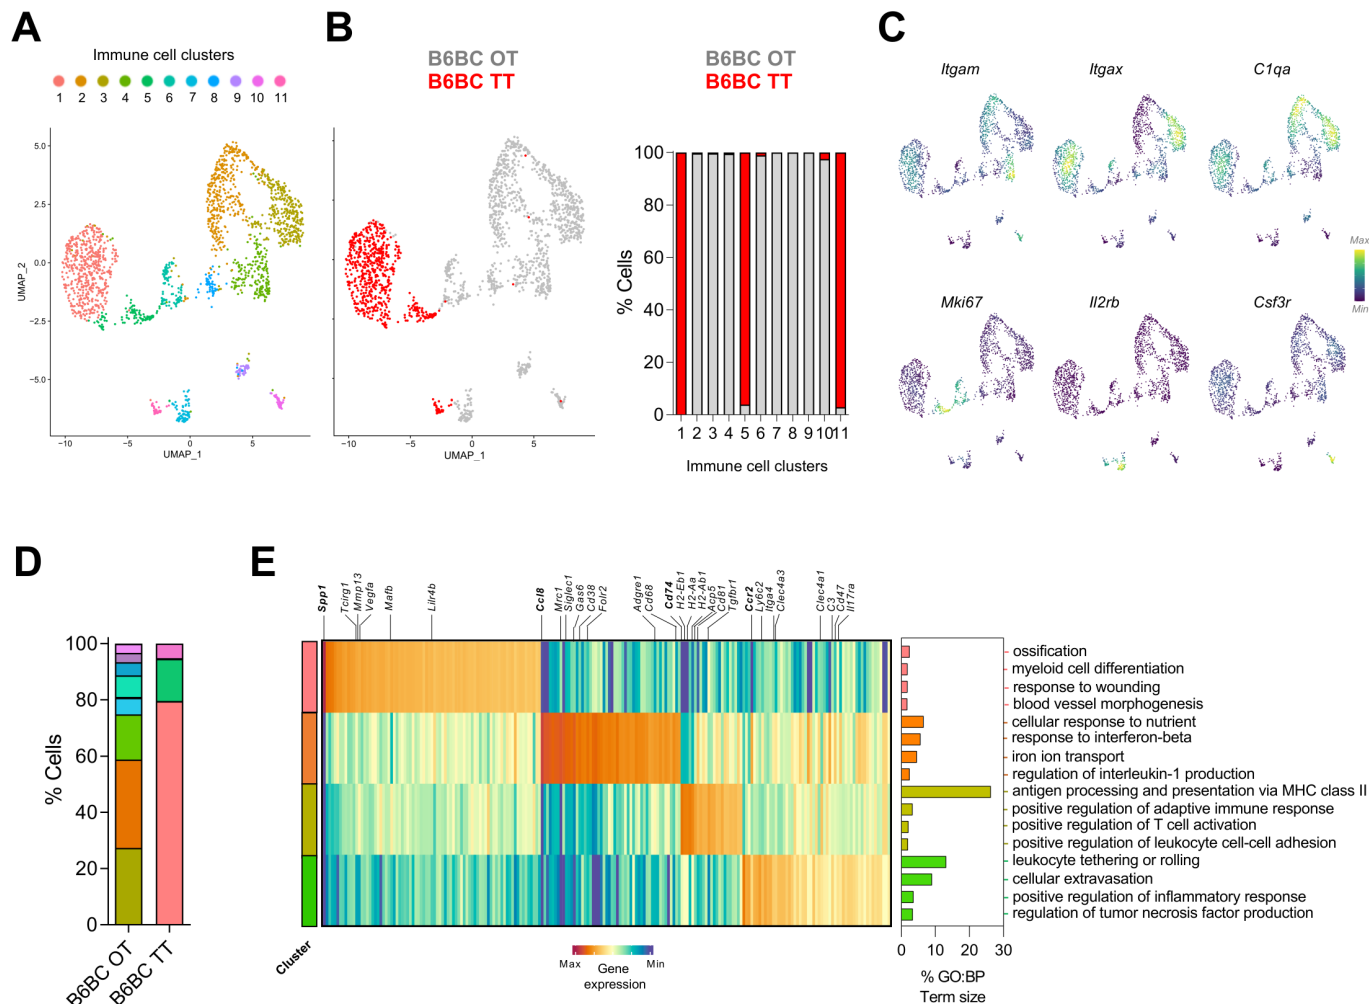 A
Immune cell clusters
1 2 3 4 5 6 7 8 9 10 11
UMAP_2
5.0
2.5
0.0
−2.5
−5.0
−10 −5 0 5
UMAP_1
B
B6BC OT
B6BC TT
−10 −5 0 5
UMAP_1
B6BC OT
B6BC TT
% Cells
100
80
60
40
20
0
1 2 3 4 5 6 7 8 9 10 11
Immune cell clusters
C
Itgam Itgax C1qa
Mki67 Il2rb Csf3r
Max
Min
D
% Cells
100
80
60
40
20
0
B6BC OT
B6BC TT
E
Spp1
Tcirg1
Mmp13
Vegfa
Mafb
Lilr4b
Ccl8
Mrc1
Siglec1
Gas6
Cd38
Folr2
Adgre1
Cd68
Cd74
H2-Eb1
H2-Aa
H2-Ab1
Acp5
Cd81
Tgfbr1
Ccr2
Ly6c2
Itga4
Clec4a3
Clec4a1
C3
Cd47
Il17ra
Cluster
Max Min
Gene
expression
ossification
myeloid cell differentiation
response to wounding
blood vessel morphogenesis
cellular response to nutrient
response to interferon-beta
iron ion transport
regulation of interleukin-1 production
antigen processing and presentation via MHC class II
positive regulation of adaptive immune response
positive regulation of T cell activation
positive regulation of leukocyte cell-cell adhesion
leukocyte tethering or rolling
cellular extravasation
positive regulation of inflammatory response
regulation of tumor necrosis factor production
0 10 20 30
% GO:BP
Term size